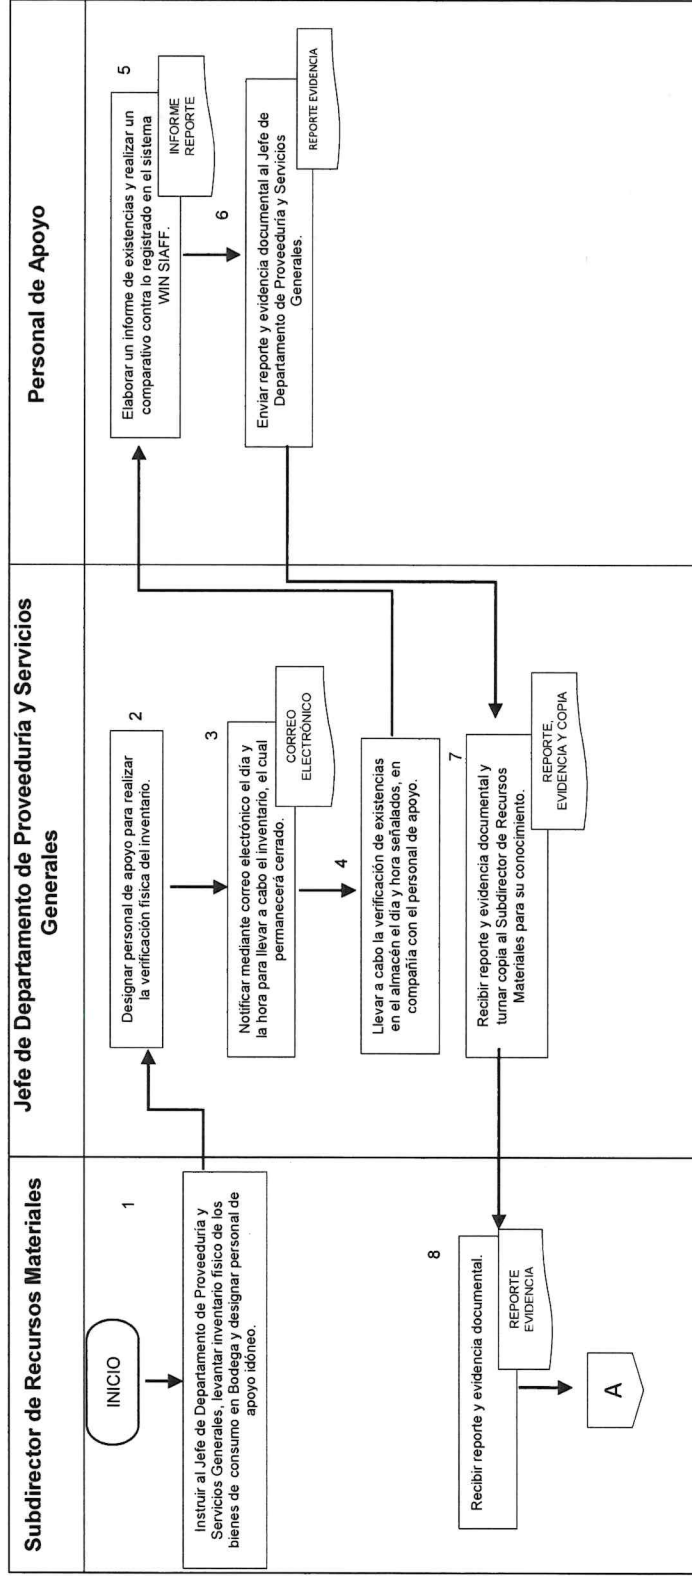 Subdirector de Recursos Materiales
Jefe de Departamento de Proveeduría y Servicios
Generales
Personal de Apoyo
INICIO
1
Instruir al Jefe de Departamento de Proveeduría y
Servicios Generales, levantar inventario físico de los
bienes de consumo en Bodega y designar personal de
apoyo idóneo.
2
Designar personal de apoyo para realizar
la verificación física del inventario.
3
Notificar mediante correo electrónico el día y
la hora para llevar a cabo el inventario, el cual
permanecerá cerrado.
CORREO
ELECTRÓNICO
4
Llevar a cabo la verificación de existencias
en el almacén el día y hora señalados, en
compañía con el personal de apoyo.
5
Elaborar un informe de existencias y realizar un
comparativo contra lo registrado en el sistema
WIN SIAFF.
INFORME
REPORTE
6
Enviar reporte y evidencia documental al Jefe de
Departamento de Proveeduría y Servicios
Generales.
REPORTE EVIDENCIA
7
Recibir reporte y evidencia documental y
turnar copia al Subdirector de Recursos
Materiales para su conocimiento.
REPORTE,
EVIDENCIA Y COPIA
8
Recibir reporte y evidencia documental.
REPORTE
EVIDENCIA
A